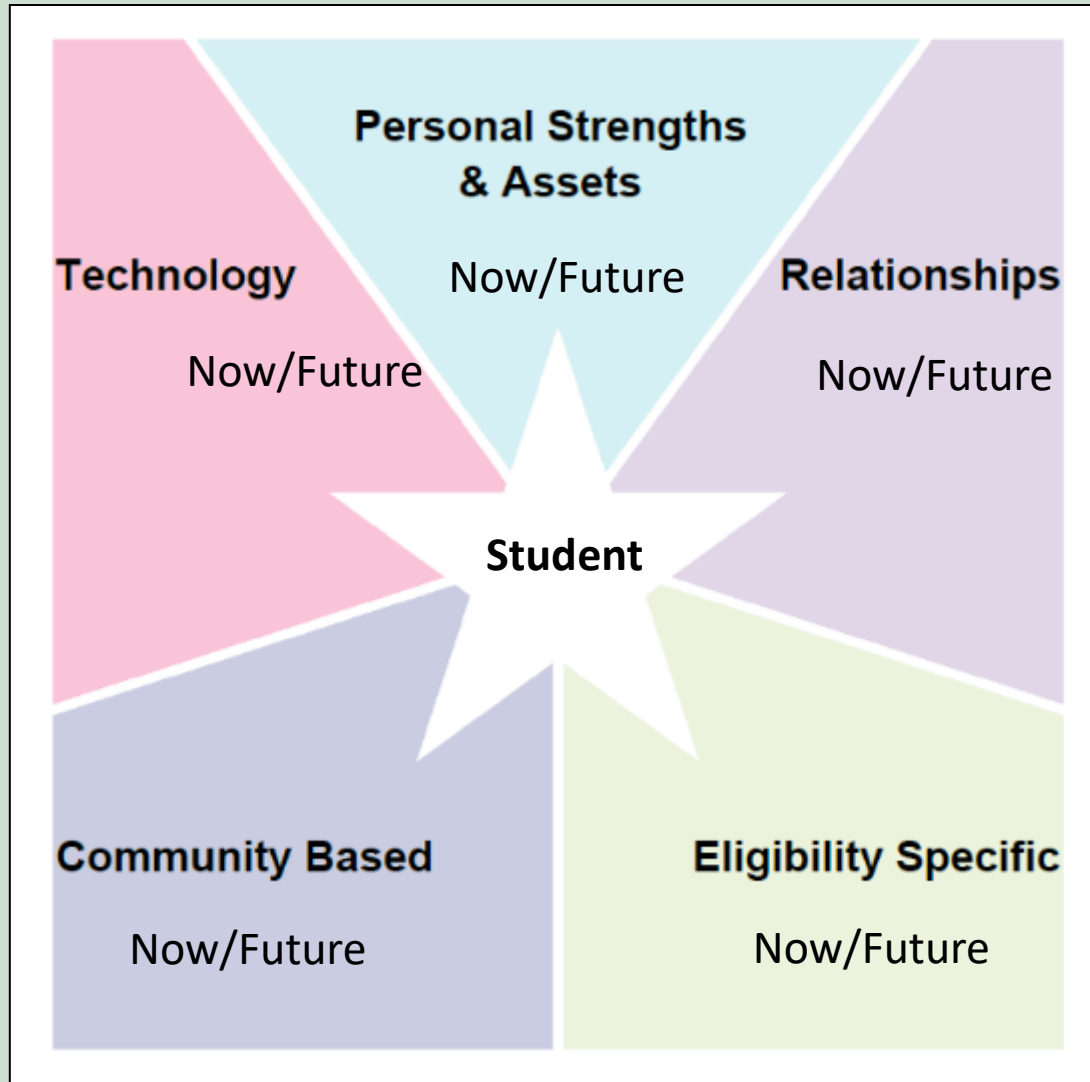 Personal Strengths
& Assets
Now/Future
Technology
Now/Future
Relationships
Now/Future
Student
Community Based
Now/Future
Eligibility Specific
Now/Future